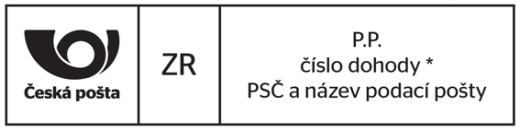 Česká pošta
ZR
P.P.
číslo dohody *
PSČ a název podací pošty